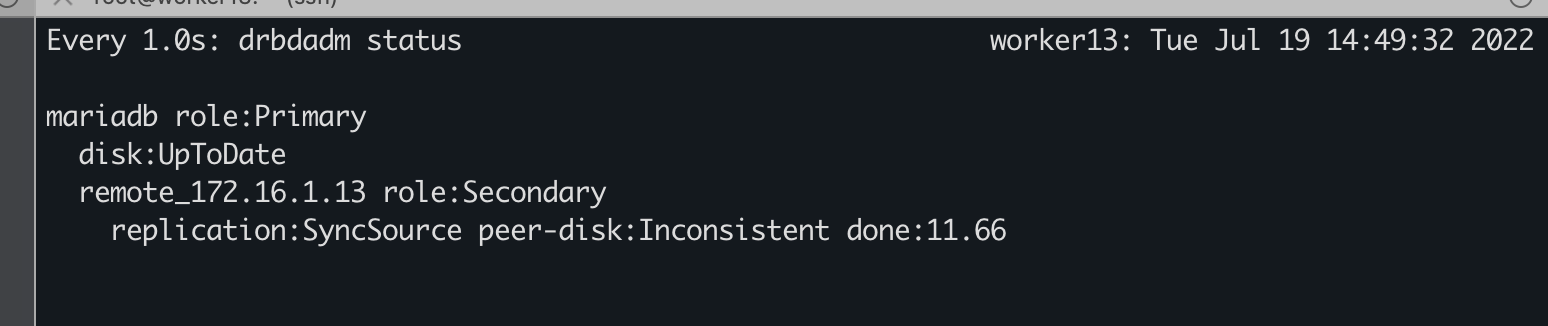 Every 1.0s: drbdadm status worker13: Tue Jul 19 14:49:32 2022
mariadb role:Primary
disk:UpToDate
remote_172.16.1.13 role:Secondary
replication:SyncSource peer-disk:Inconsistent done:11.66